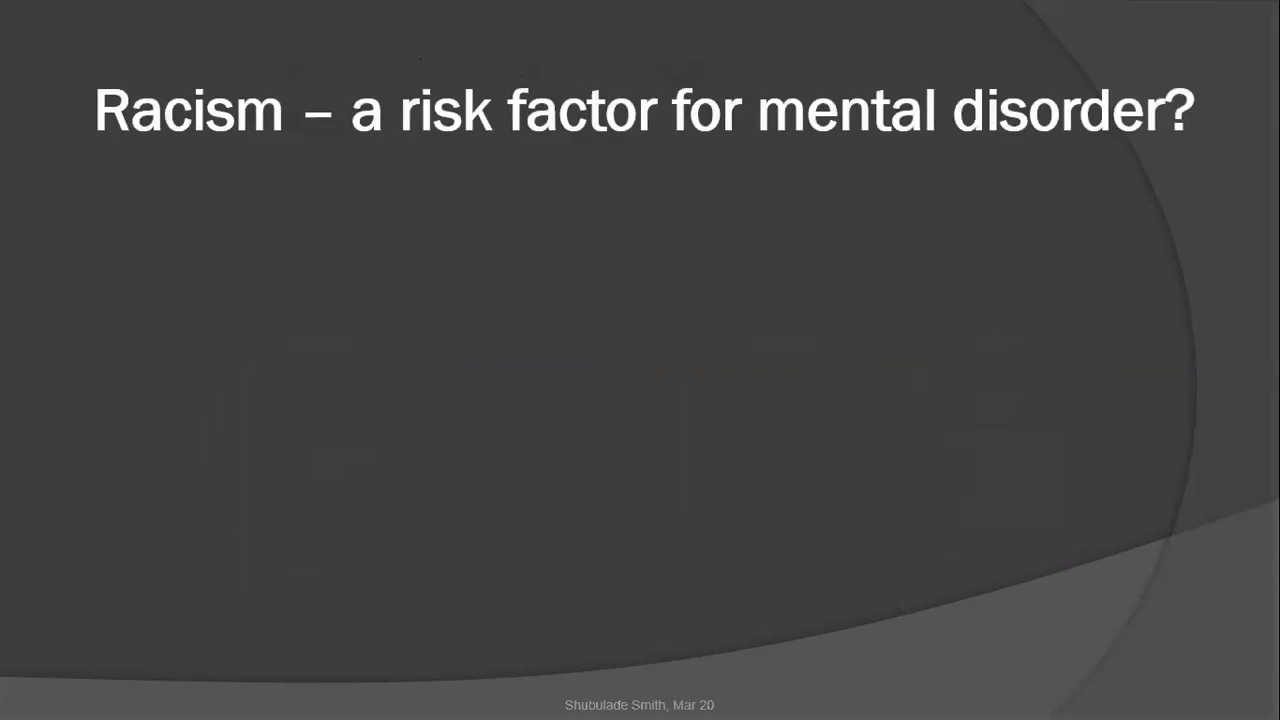 Racism – a risk factor for mental disorder?
Shubulade Smith, Mar 20